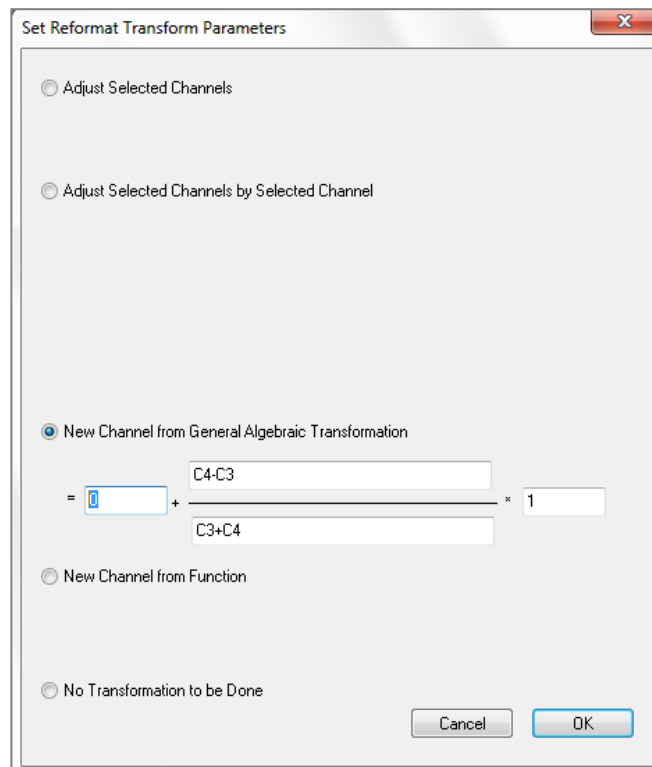 Set Reformat Transform Parameters
x
Adjust Selected Channels
Adjust Selected Channels by Selected Channel
New Channel from General Algebraic Transformation
C4-C3
= 0 + * 1
C3+C4
New Channel from Function
No Transformation to be Done
Cancel OK